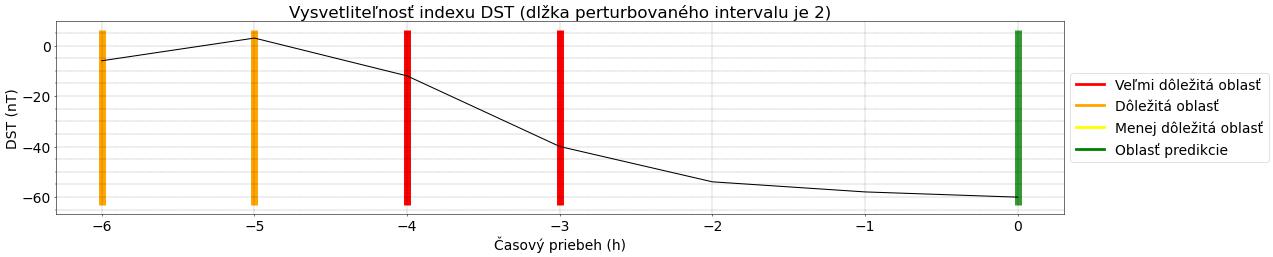 Vysvetliteľnosť indexu DST (dlžka perturbovaného intervalu je 2)
DST (nT)
0
−20
−40
−60
−6 −5 −4 −3 −2 −1 0
Časový priebeh (h)
Veľmi dôležitá oblasť
Dôležitá oblasť
Menej dôležitá oblasť
Oblasť predikcie